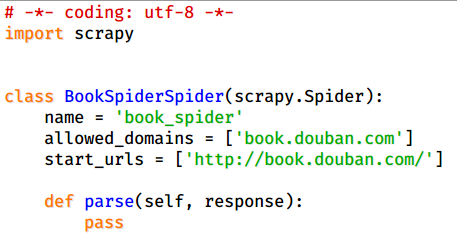 # -*- coding: utf-8 -*-
import scrapy
class BookSpiderSpider(scrapy.Spider):
    name = 'book_spider'
    allowed_domains = ['book.douban.com']
    start_urls = ['http://book.douban.com/']
    def parse(self, response):
        pass